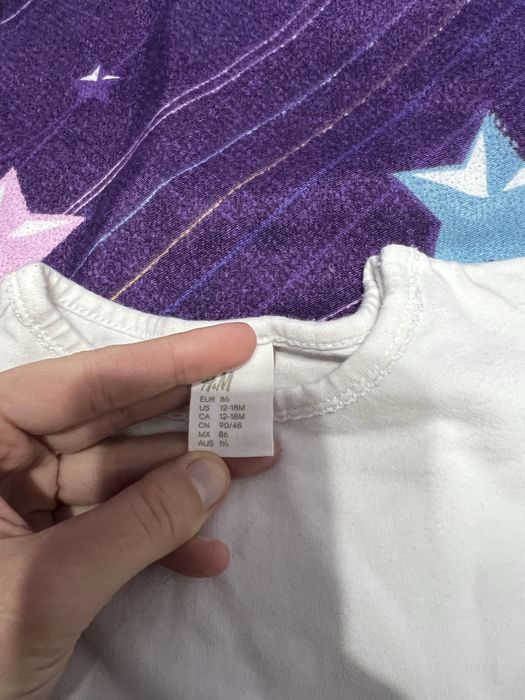 H&M
EUR 86
US 12-18M
CA 12-18M
CN 90/48
MX 86
AUS 1½